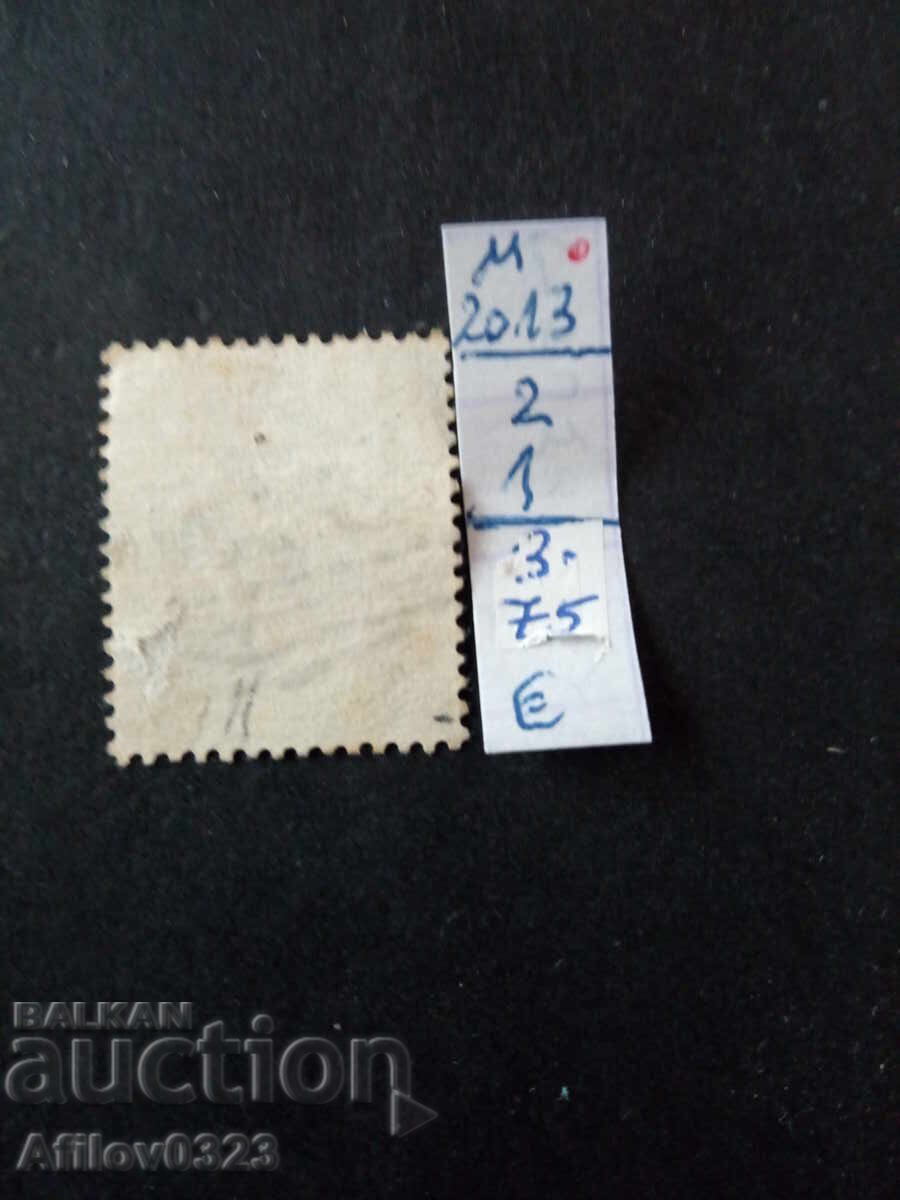 М
2013
2
1
3.
75
€
BALKAN
auction
Afilov0323